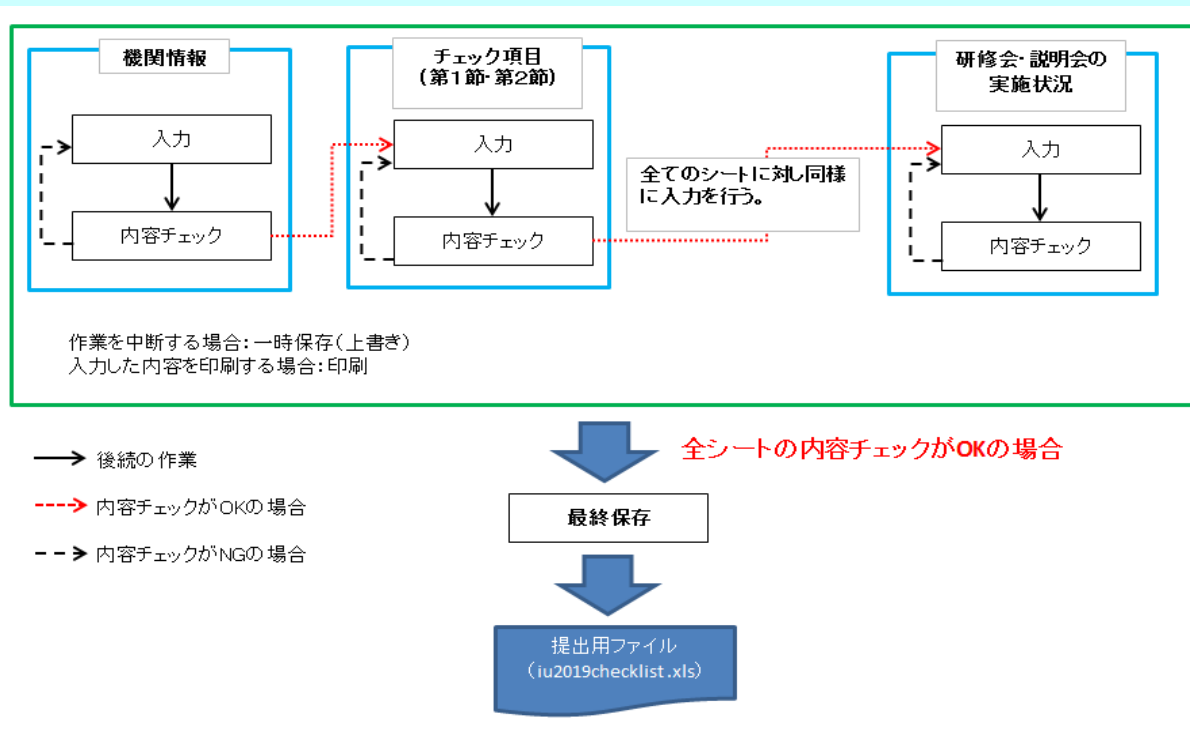 機関情報
入力
内容チェック
チェック項目
(第1節・第2節)
入力
内容チェック
全てのシートに対し同様
に入力を行う。
研修会・説明会の
実施状況
入力
内容チェック
作業を中断する場合:一時保存(上書き)
入力した内容を印刷する場合:印刷
後続の作業
内容チェックがOKの場合
内容チェックがNGの場合
全シートの内容チェックがOKの場合
最終保存
提出用ファイル
(iu2019checklist.xls)